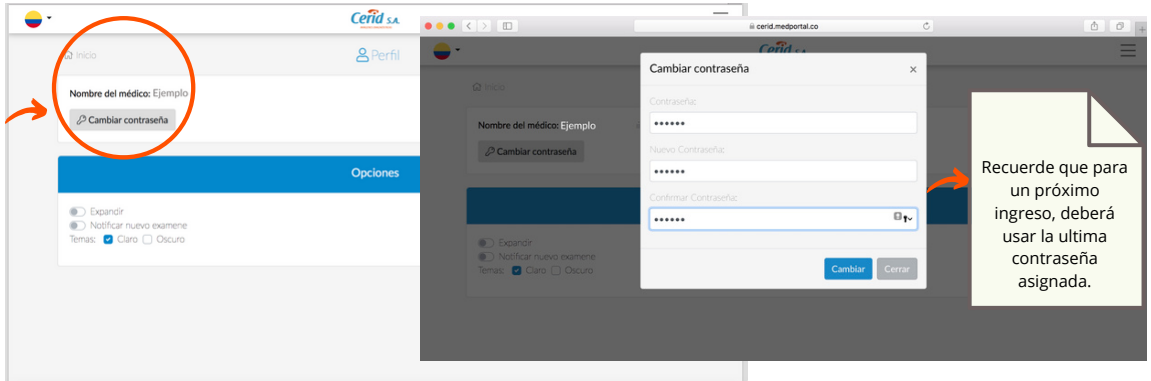 Cerid S.A.
Inicio
Perfil
Nombre del médico: Ejemplo
Cambiar contraseña
Opciones
Expandir
Notificar nuevo examene
Temas: Claro Oscuro
cerid.medportal.co
Cerid S.A.
Inicio
Nombre del médico: Ejemplo
Cambiar contraseña
Expandir
Notificar nuevo examene
Temas: Claro Oscuro
Cambiar contraseña ×
Contraseña:
••••••
Nuevo Contraseña:
••••••
Confirmar Contraseña:
••••••
Cambiar Cerrar
Recuerde que para
un próximo
ingreso, deberá
usar la ultima
contraseña
asignada.